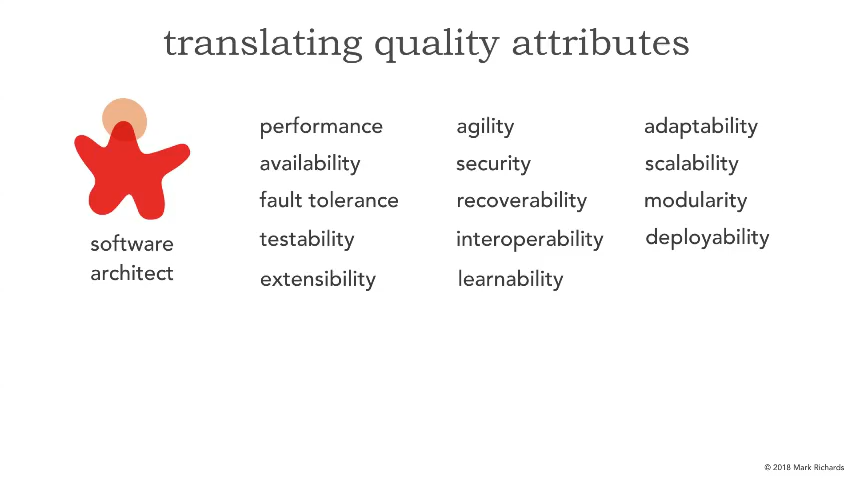 translating quality attributes
software
architect
performance
availability
fault tolerance
testability
extensibility
agility
security
recoverability
interoperability
learnability
adaptability
scalability
modularity
deployability
© 2018 Mark Richards